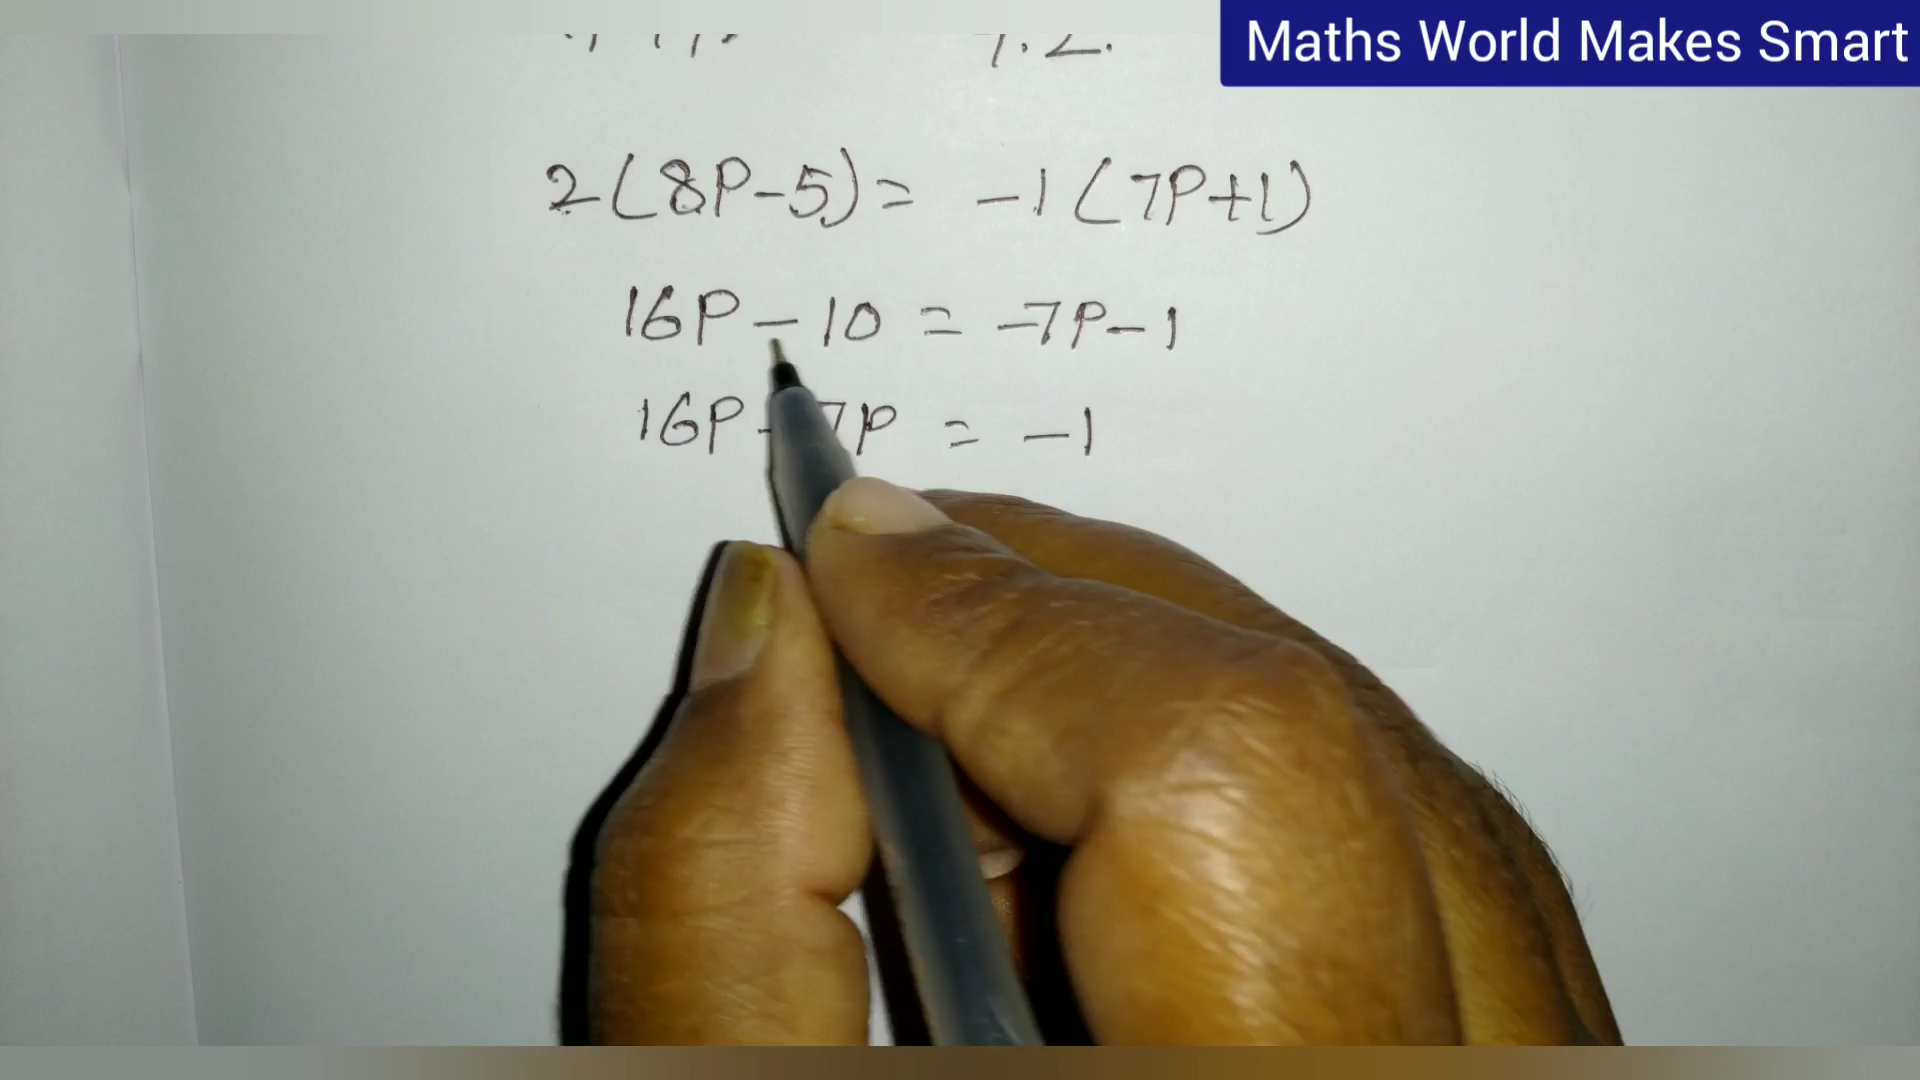 Maths World Makes Smart
2(8P-5)= -1(7P+1)
16P-10 = -7P-1
16P 7P = -1